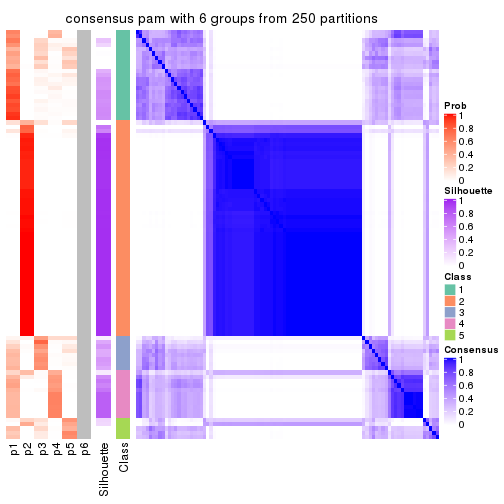 consensus pam with 6 groups from 250 partitions
Prob
1
0.8
0.6
0.4
0.2
0
Silhouette
1
0.8
0.6
0.4
0.2
0
Class
1
2
3
4
5
Consensus
1
0.8
0.6
0.4
0.2
0
p1
p2
p3
p4
p5
p6
Silhouette
Class